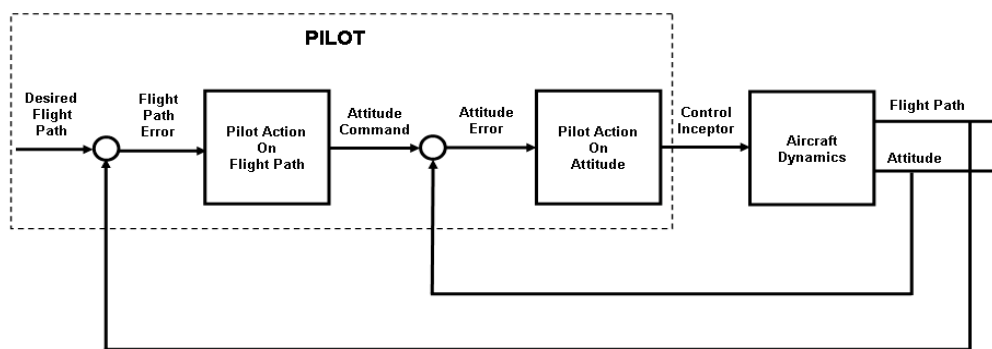 PILOT
Desired
Flight
Path
Flight
Path
Error
Pilot Action
On
Flight Path
Attitude
Command
Attitude
Error
Pilot Action
On
Attitude
Control
Inceptor
Aircraft
Dynamics
Flight Path
Attitude